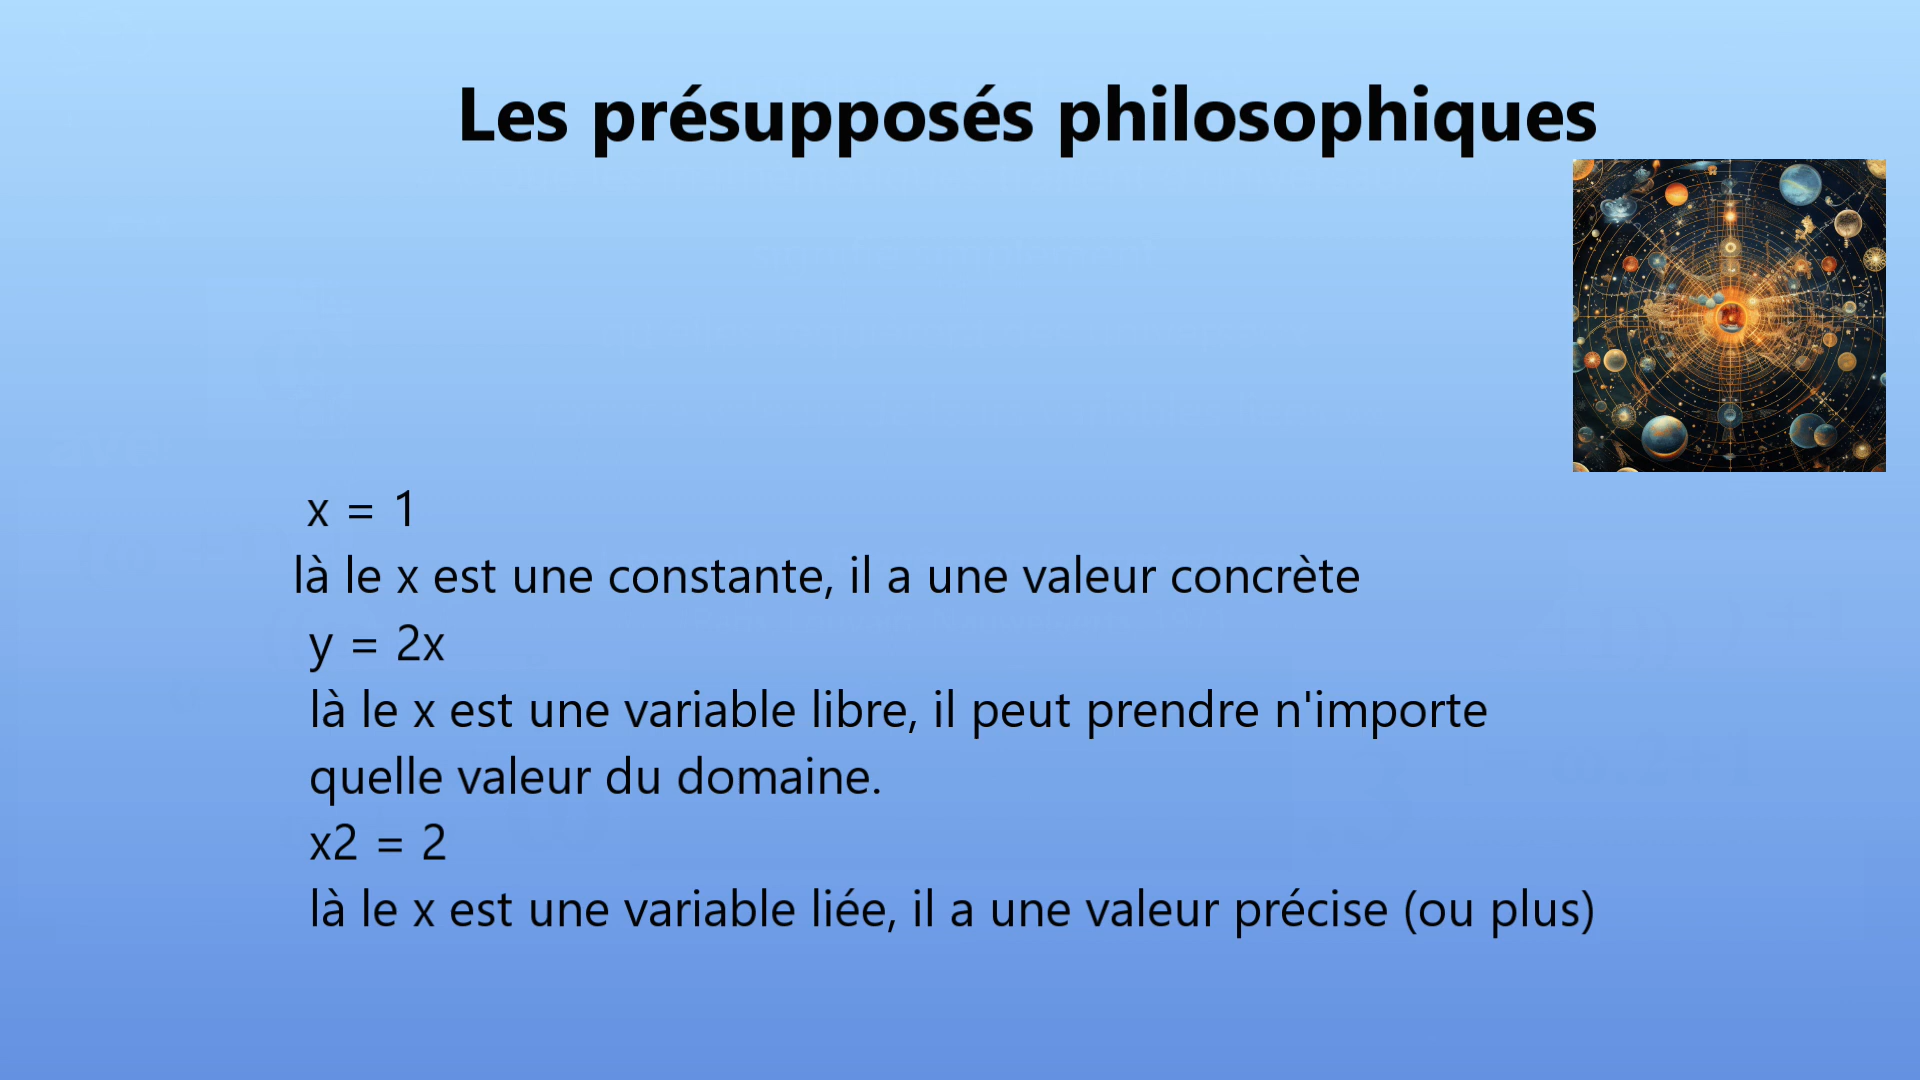 Les présupposés philosophiques
x = 1
là le x est une constante, il a une valeur concrète
y = 2x
là le x est une variable libre, il peut prendre n'importe
quelle valeur du domaine.
x2 = 2
là le x est une variable liée, il a une valeur précise (ou plus)